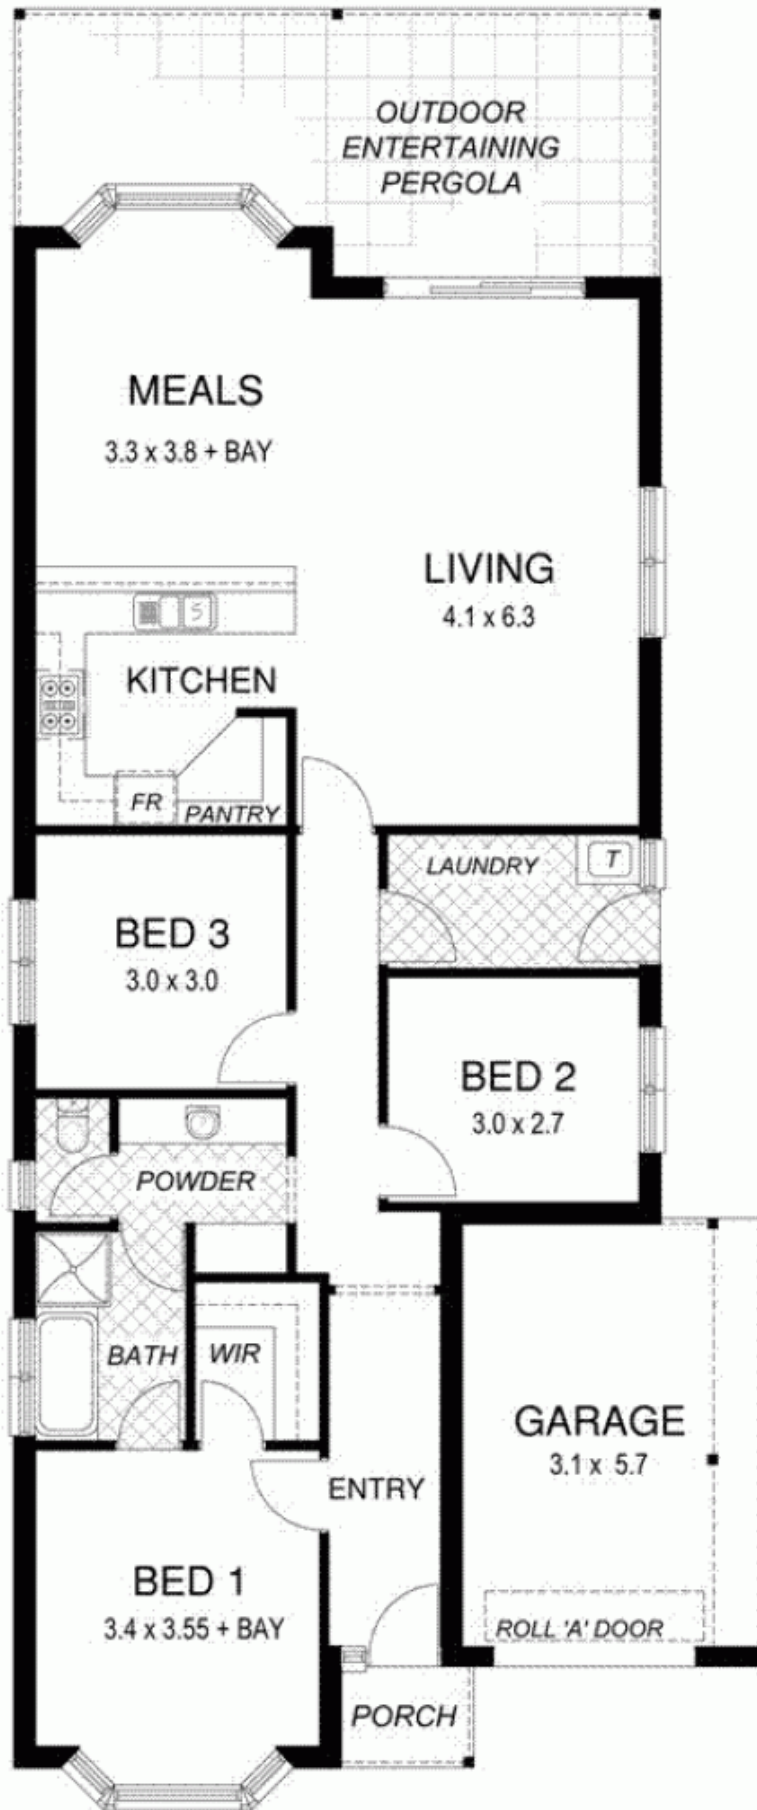 OUTDOOR
ENTERTAINING
PERGOLA
MEALS
3.3 x 3.8 + BAY
LIVING
4.1 x 6.3
S
KITCHEN
FR
PANTRY
LAUNDRY
T
BED 3
3.0 x 3.0
BED 2
3.0 x 2.7
POWDER
BATH
WIR
GARAGE
3.1 x 5.7
ENTRY
BED 1
3.4 x 3.55 + BAY
ROLL 'A' DOOR
PORCH